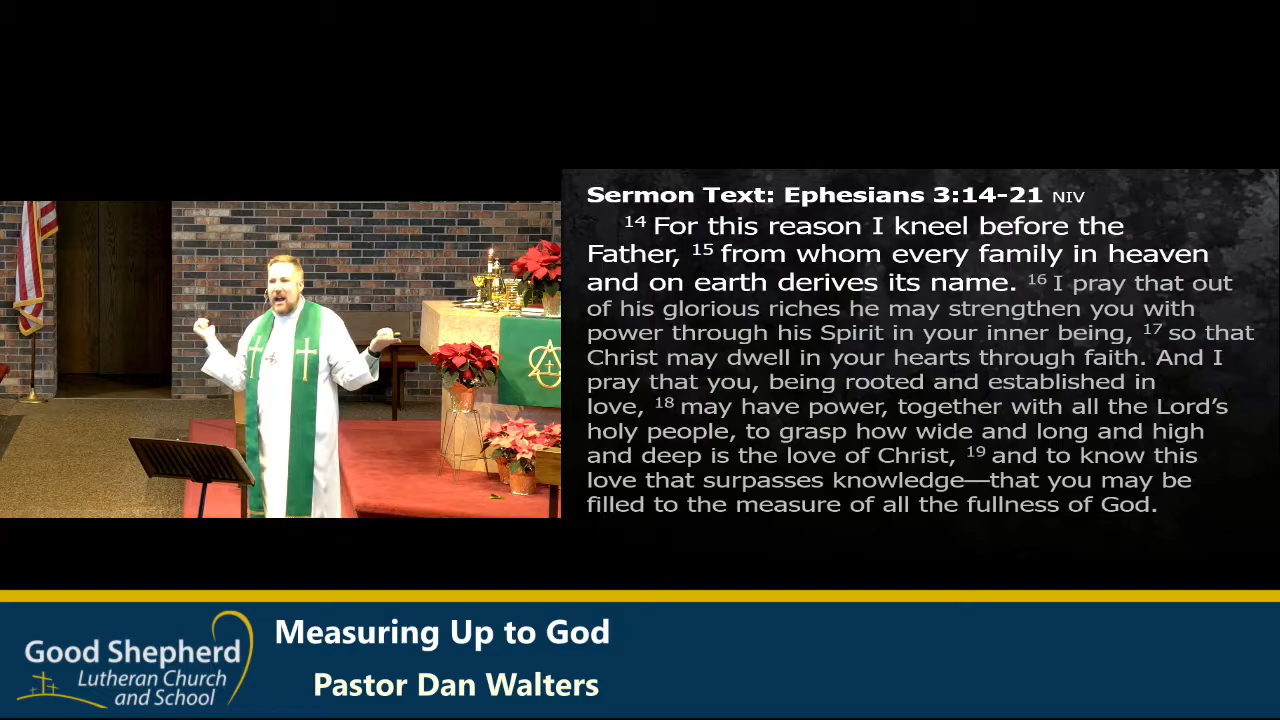 Sermon Text: Ephesians 3:14-21 NIV
14 For this reason I kneel before the
Father, 15 from whom every family in heaven
and on earth derives its name. 16 I pray that out
of his glorious riches he may strengthen you with
power through his Spirit in your inner being, 17 so that
Christ may dwell in your hearts through faith. And I
pray that you, being rooted and established in
love, 18 may have power, together with all the Lord’s
holy people, to grasp how wide and long and high
and deep is the love of Christ, 19 and to know this
love that surpasses knowledge—that you may be
filled to the measure of all the fullness of God.
Good Shepherd
Lutheran Church
and School
Measuring Up to God
Pastor Dan Walters